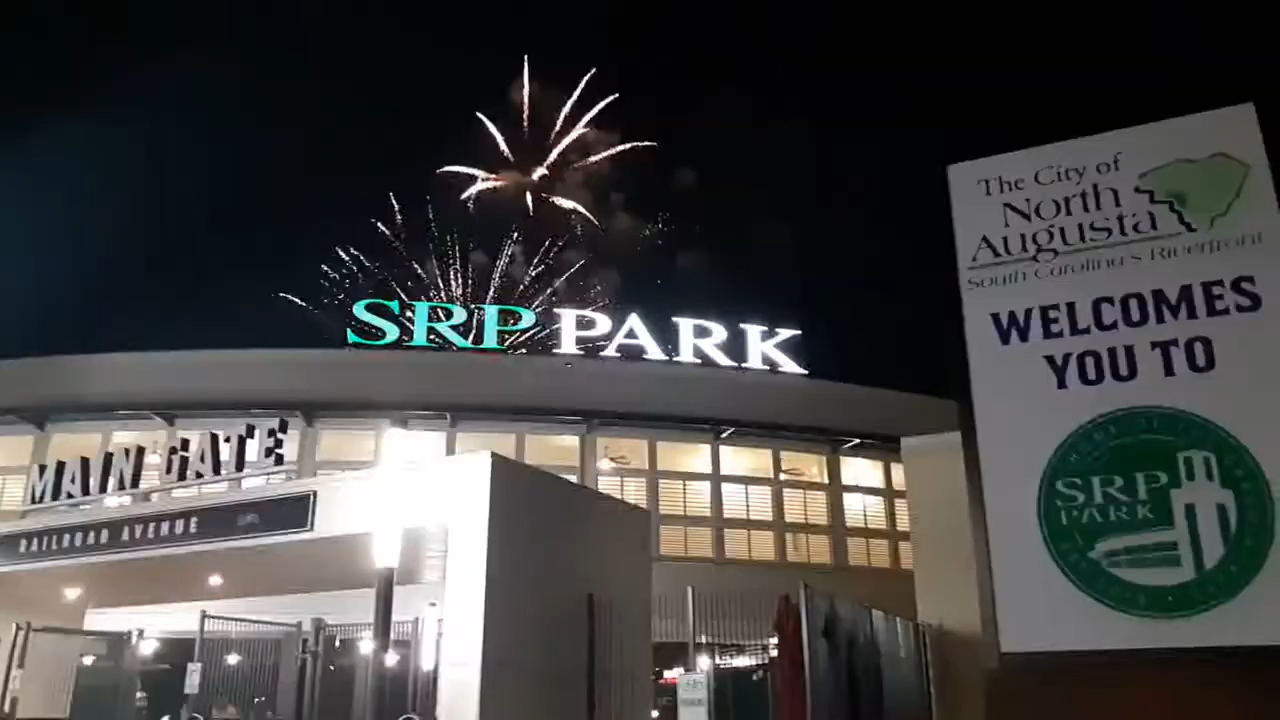 SRP PARK
MAIN GATE
RAILROAD AVENUE
The City of
North
Augusta
South Carolina's Riverfront
WELCOMES
YOU TO
SRP
PARK